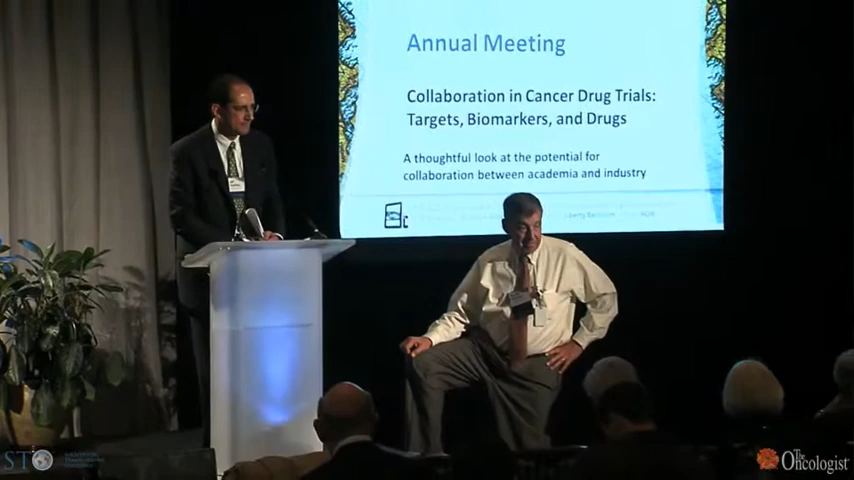 Annual Meeting
Collaboration in Cancer Drug Trials:
Targets, Biomarkers, and Drugs
A thoughtful look at the potential for
collaboration between academia and industry
The
Oncologist